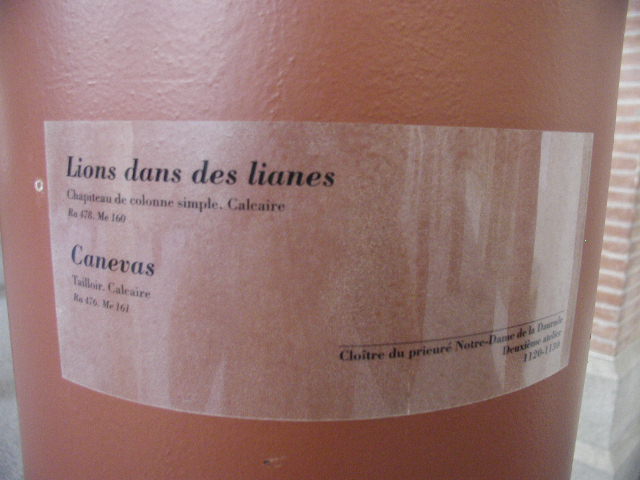 Lions dans des lianes
Chapiteau de colonne simple. Calcaire
Ra 478. Me 160
Canevas
Tailloir. Calcaire
Ra 476. Me 161
Cloître du prieuré Notre-Dame de la Daurade
Deuxième atelier
1120-1130